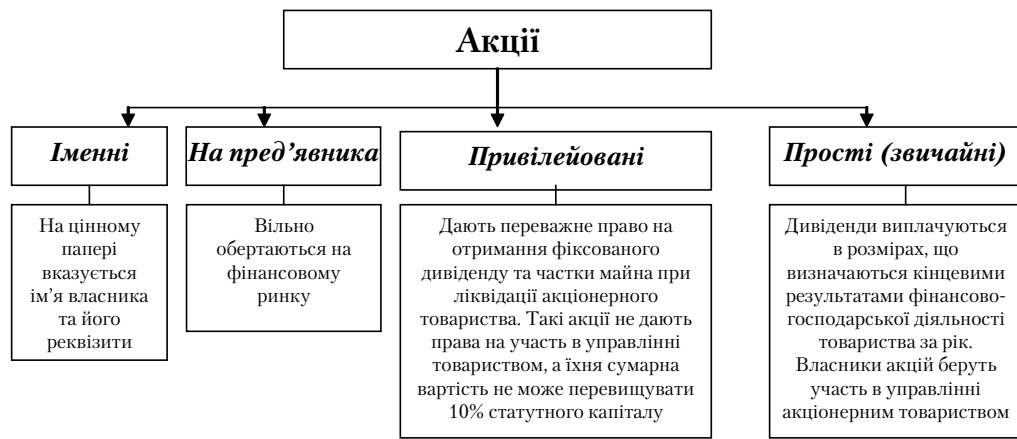 Акції
Іменні
На пред’явника
Привілейовані
Прості (звичайні)
На цінному
папері
вказується
ім’я власника
та його
реквізити
Вільно
обертаються на
фінансовому
ринку
Дають переважне право на
отримання фіксованого
дивіденду та частки майна при
ліквідації акціонерного
товариства. Такі акції не дають
права на участь в управлінні
товариством, а їхня сумарна
вартість не може перевищувати
10% статутного капіталу
Дивіденди виплачуються
в розмірах, що
визначаються кінцевими
результатами фінансово-
господарської діяльності
товариства за рік.
Власники акцій беруть
участь в управлінні
акціонерним товариством